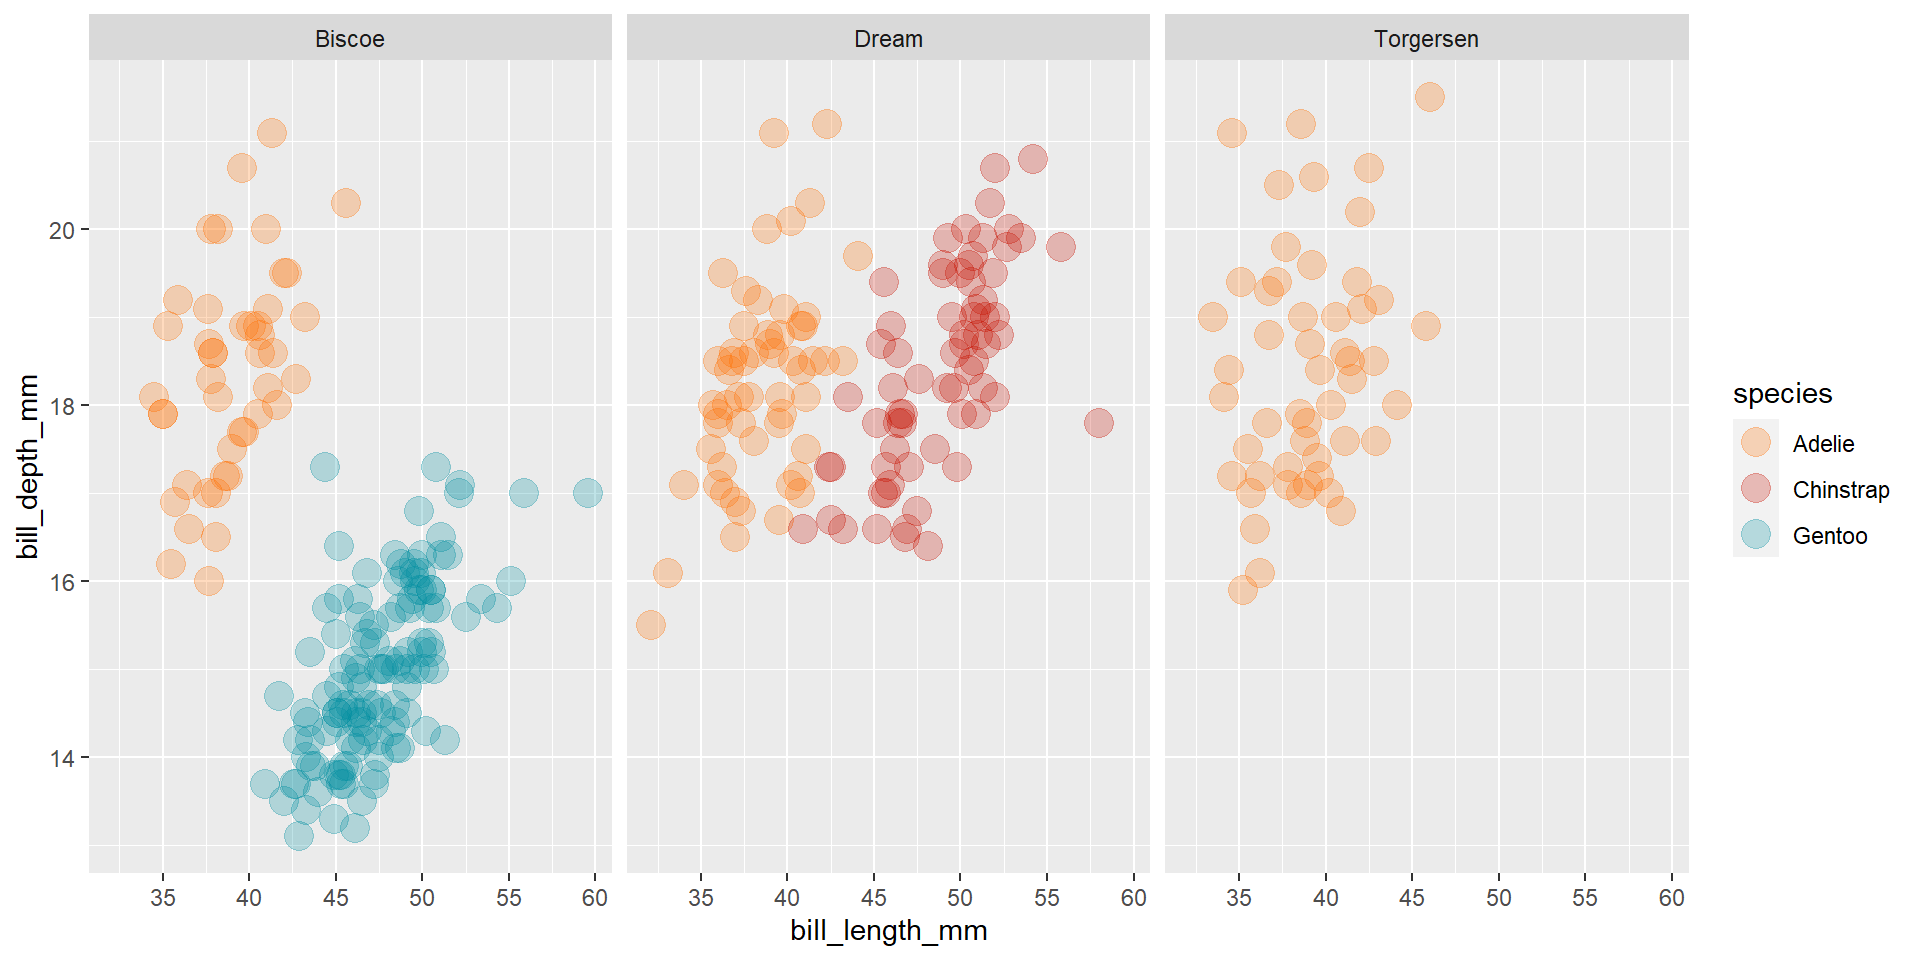 Biscoe
Dream
Torgersen
bill_depth_mm
20
18
16
14
35 40 45 50 55 60
35 40 45 50 55 60
35 40 45 50 55 60
bill_length_mm
species
Adelie
Chinstrap
Gentoo